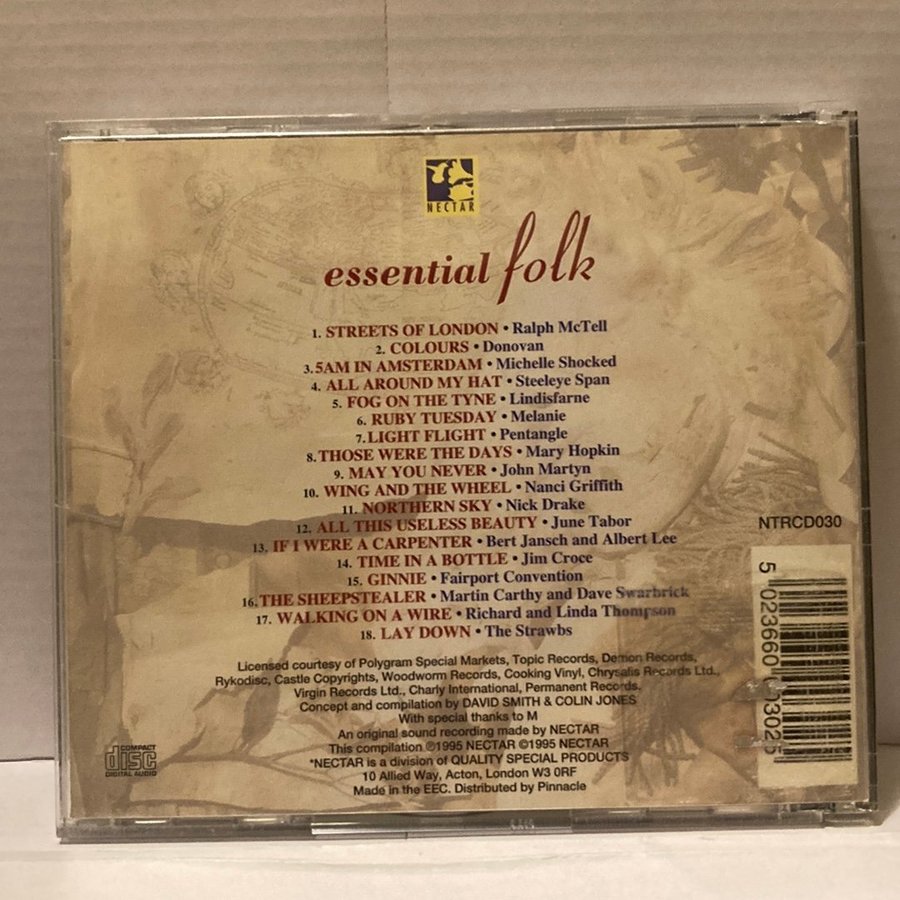 NECTAR
essential folk
1. STREETS OF LONDON • Ralph McTell
2. COLOURS • Donovan
3. 5AM IN AMSTERDAM • Michelle Shocked
4. ALL AROUND MY HAT • Steeleye Span
5. FOG ON THE TYNE • Lindisfarne
6. RUBY TUESDAY • Melanie
7. LIGHT FLIGHT • Pentangle
8. THOSE WERE THE DAYS • Mary Hopkin
9. MAY YOU NEVER • John Martyn
10. WING AND THE WHEEL • Nanci Griffith
11. NORTHERN SKY • Nick Drake
12. ALL THIS USELESS BEAUTY • June Tabor
13. IF I WERE A CARPENTER • Bert Jansch and Albert Lee
14. TIME IN A BOTTLE • Jim Croce
15. GINNIE • Fairport Convention
16. THE SHEEPSTEALER • Martin Carthy and Dave Swarbrick
17. WALKING ON A WIRE • Richard and Linda Thompson
18. LAY DOWN • The Strawbs
NTRCD030
Licensed courtesy of Polygram Special Markets, Topic Records, Demon Records,
Rykodisc, Castle Copyrights, Woodworm Records, Cooking Vinyl, Chrysalis Records Ltd.,
Virgin Records Ltd., Charly International, Permanent Records.
Concept and compilation by DAVID SMITH & COLIN JONES
With special thanks to M
An original sound recording made by NECTAR
This compilation ℗1995 NECTAR ©1995 NECTAR
*NECTAR is a division of QUALITY SPECIAL PRODUCTS
10 Allied Way, Acton, London W3 0RF
Made in the EEC. Distributed by Pinnacle
COMPACT
disc
DIGITAL AUDIO